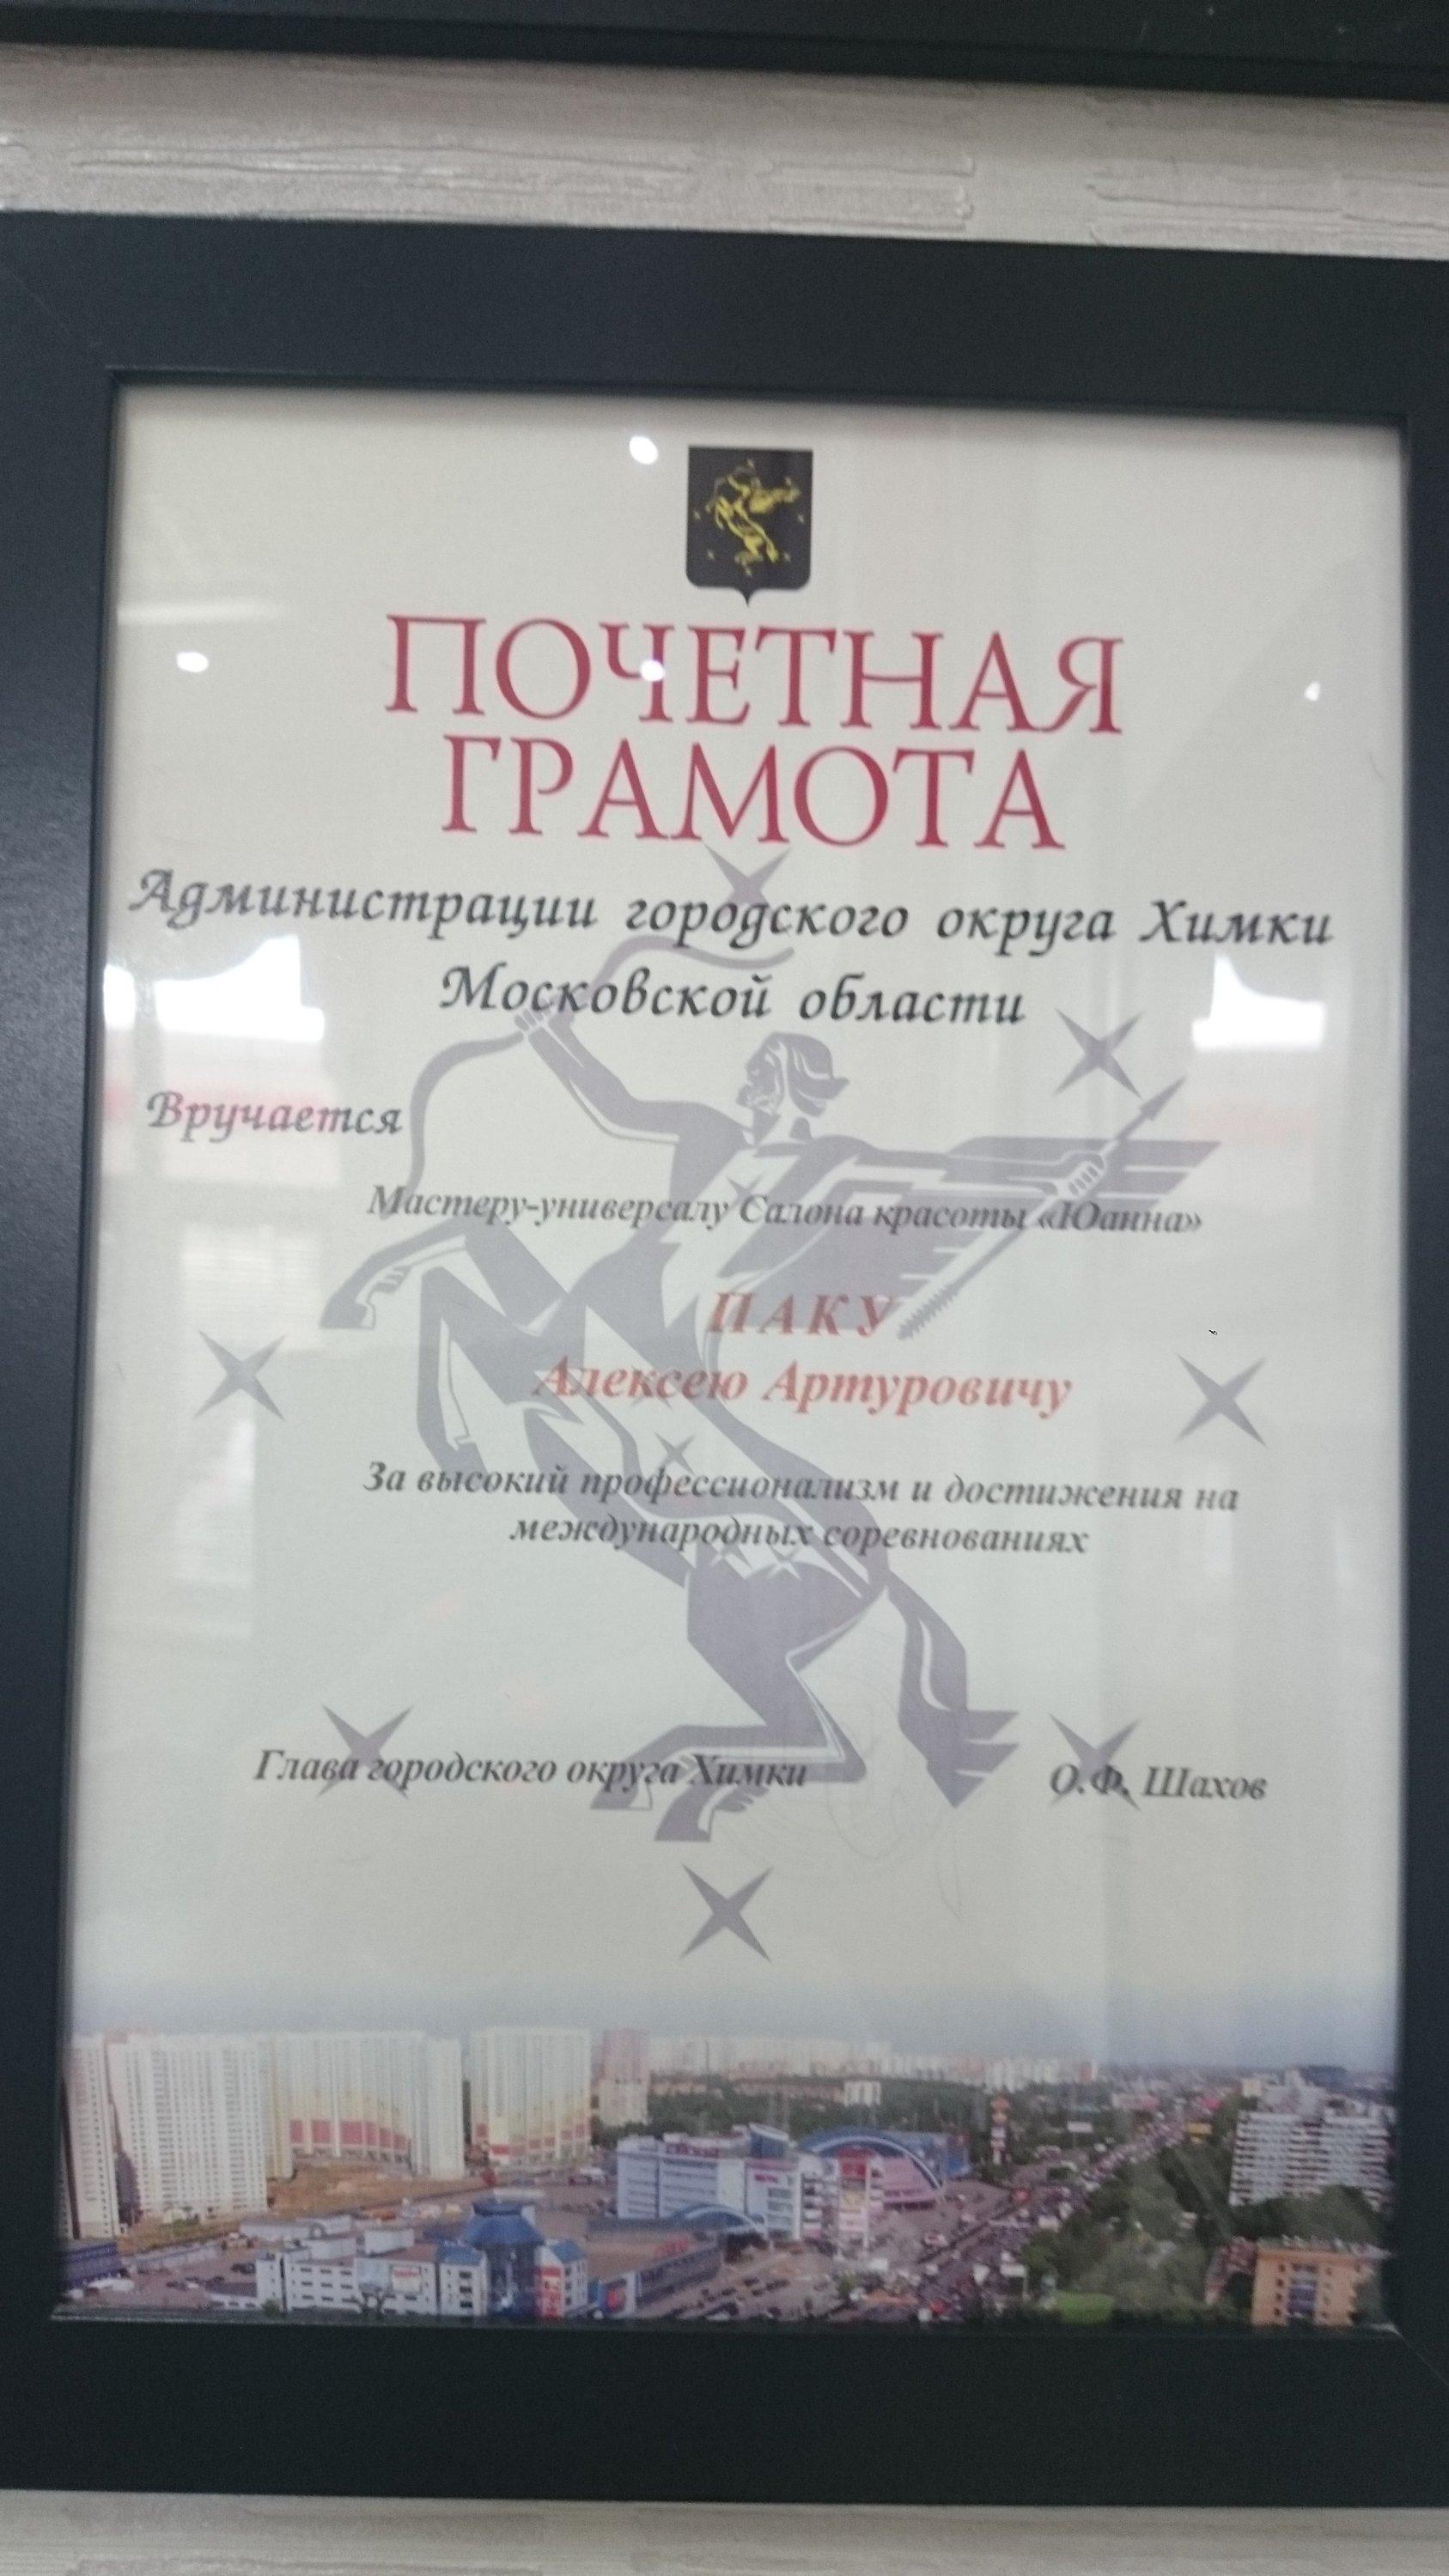 ПОЧЕТНАЯ
ГРАМОТА
Администрации городского округа Химки
Московской области
Вручается
Мастеру-универсалу Салона красоты «Юанна»
ПАКУ
Алексею Артуровичу
За высокий профессионализм и достижения на
международных соревнованиях
Глава городского округа Химки О.Ф. Шахов